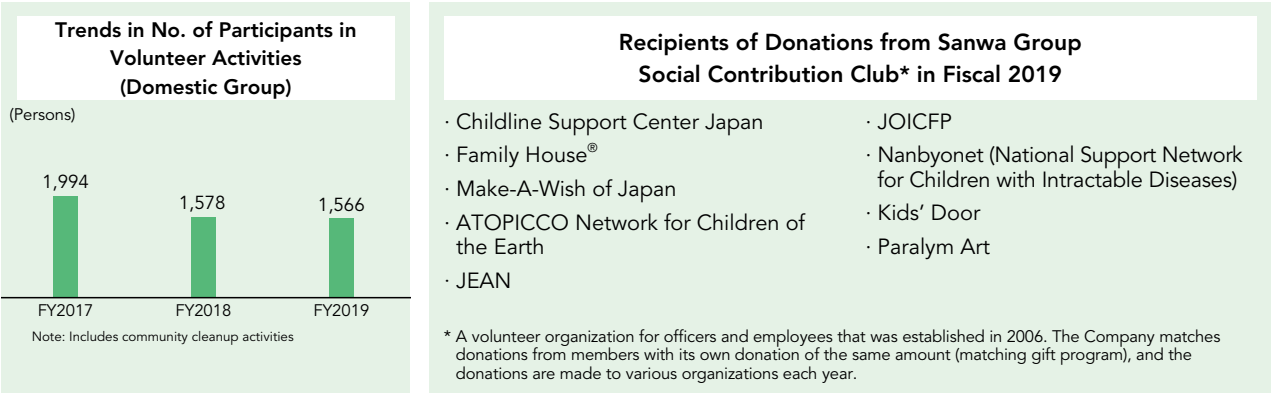 Trends in No. of Participants in
Volunteer Activities
(Domestic Group)
(Persons)
1,994
1,578
1,566
FY2017
FY2018
FY2019
Note: Includes community cleanup activities
Recipients of Donations from Sanwa Group
Social Contribution Club* in Fiscal 2019
· Childline Support Center Japan
· Family House®
· Make-A-Wish of Japan
· ATOPICCO Network for Children of
the Earth
· JEAN
· JOICFP
· Nanbyonet (National Support Network
for Children with Intractable Diseases)
· Kids’ Door
· Paralym Art
* A volunteer organization for officers and employees that was established in 2006. The Company matches
donations from members with its own donation of the same amount (matching gift program), and the
donations are made to various organizations each year.